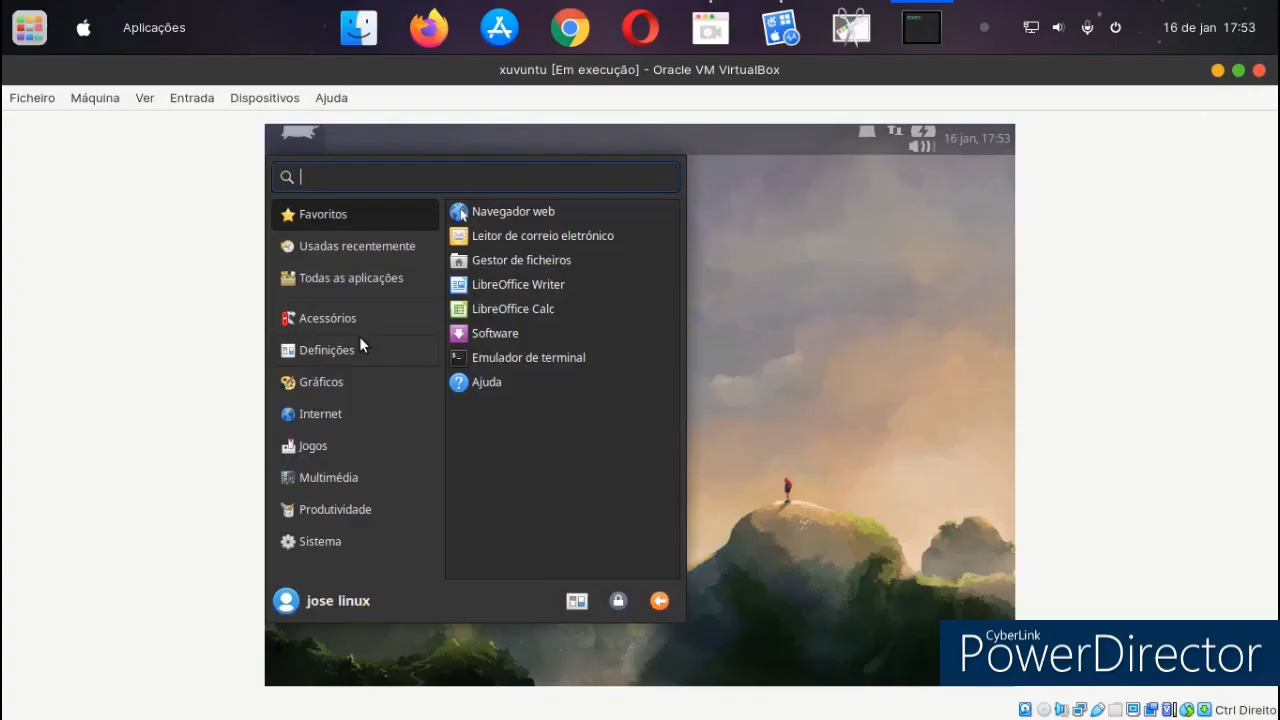 Aplicações
16 de jan 17:53
xuvuntu [Em execução] - Oracle VM VirtualBox
Ficheiro Máquina Ver Entrada Dispositivos Ajuda
16 jan, 17:53
Favoritos
Usadas recentemente
Todas as aplicações
Acessórios
Definições
Gráficos
Internet
Jogos
Multimédia
Produtividade
Sistema
Navegador web
Leitor de correio eletrónico
Gestor de ficheiros
LibreOffice Writer
LibreOffice Calc
Software
Emulador de terminal
Ajuda
jose linux
CyberLink
PowerDirector
Ctrl Direito